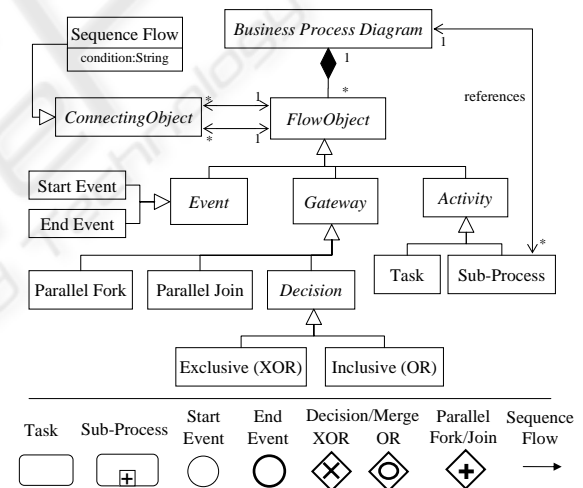 Business Process Diagram
Sequence Flow
condition:String
1
1
references
*
ConnectingObject
*
1
*
1
FlowObject
Start Event
End Event
Event
Gateway
Activity
*
Parallel Fork
Parallel Join
Decision
Task
Sub-Process
Exclusive (XOR)
Inclusive (OR)
Task
Sub-Process
Start
Event
End
Event
Decision/Merge
XOR OR
Parallel
Fork/Join
Sequence
Flow